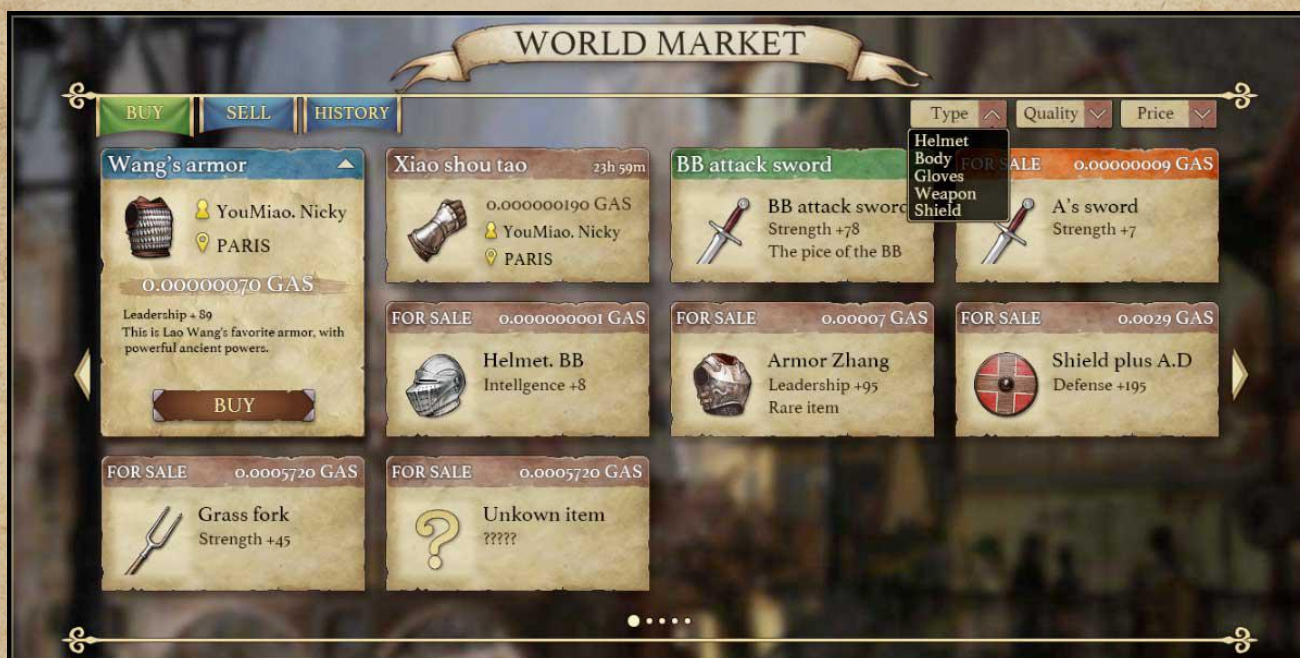 WORLD MARKET
BUY
SELL
HISTORY
Type
Quality
Price
Helmet
Body
Gloves
Weapon
Shield
Wang's armor
YouMiao. Nicky
PARIS
0.00000070 GAS
Leadership + 89
This is Lao Wang's favorite armor, with
powerful ancient powers.
BUY
Xiao shou tao
23h 59m
0.000000190 GAS
YouMiao. Nicky
PARIS
BB attack sword
BB attack sword
Strength +78
The pice of the BB
FOR SALE
0.00000009 GAS
A's sword
Strength +7
FOR SALE
0.000000001 GAS
Helmet. BB
Intellgence +8
FOR SALE
0.00007 GAS
Armor Zhang
Leadership +95
Rare item
FOR SALE
0.0029 GAS
Shield plus A.D
Defense +195
FOR SALE
0.0005720 GAS
Grass fork
Strength +45
FOR SALE
0.0005720 GAS
Unkown item
?????